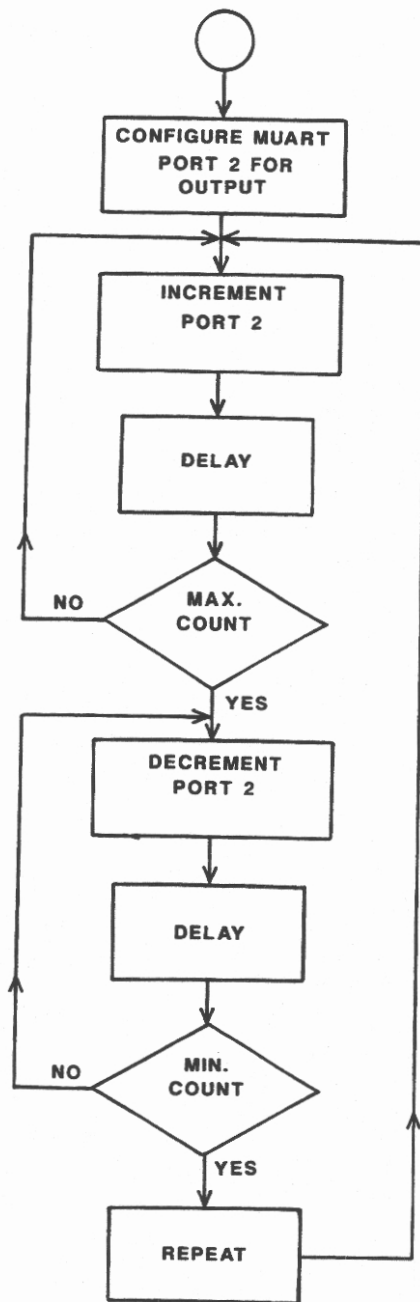 CONFIGURE MUART
PORT 2 FOR
OUTPUT
INCREMENT
PORT 2
DELAY
NO
MAX.
COUNT
YES
DECREMENT
PORT 2
DELAY
NO
MIN.
COUNT
YES
REPEAT